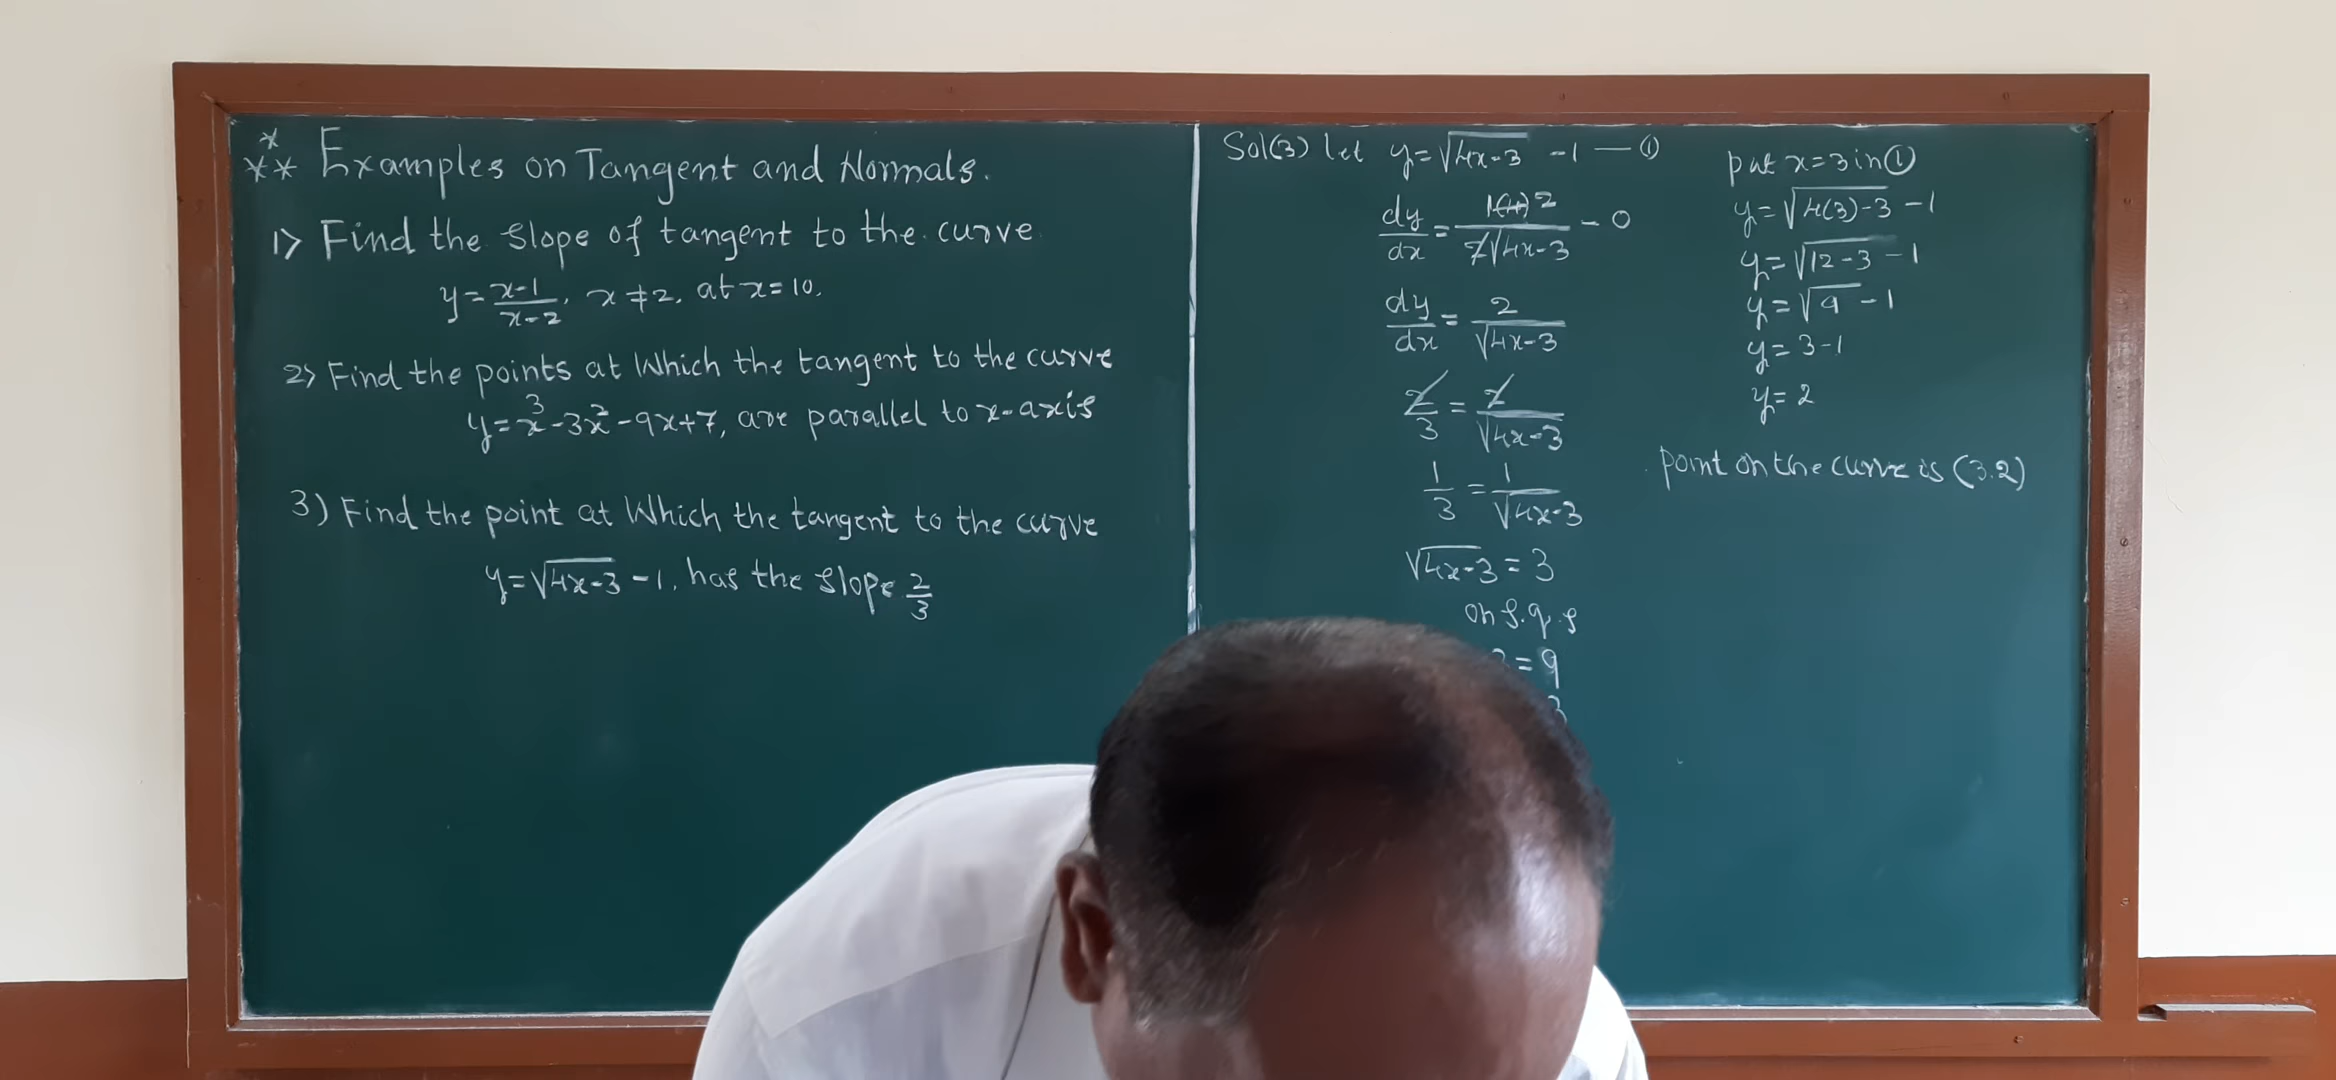 *** Examples on Tangent and Normals.
1) Find the slope of tangent to the curve
y = (x-1)/(x-2), x ≠ 2, at x = 10.
2) Find the points at Which the tangent to the curve
y = x³ - 3x² - 9x + 7, are parallel to x-axis
3) Find the point at Which the tangent to the curve
y = √(4x-3) - 1, has the slope 2/3
Sol(3) let y = √(4x-3) - 1 — ①
dy/dx = 1(4) 2 / 2√(4x-3) - 0
dy/dx = 2/√(4x-3)
2/3 = 2/√(4x-3)
1/3 = 1/√(4x-3)
√(4x-3) = 3
on s.q.s
= 9
3
put x = 3 in ①
y = √(4(3)-3) - 1
y = √(12-3) - 1
y = √9 - 1
y = 3-1
y = 2
point on the curve is (3.2)